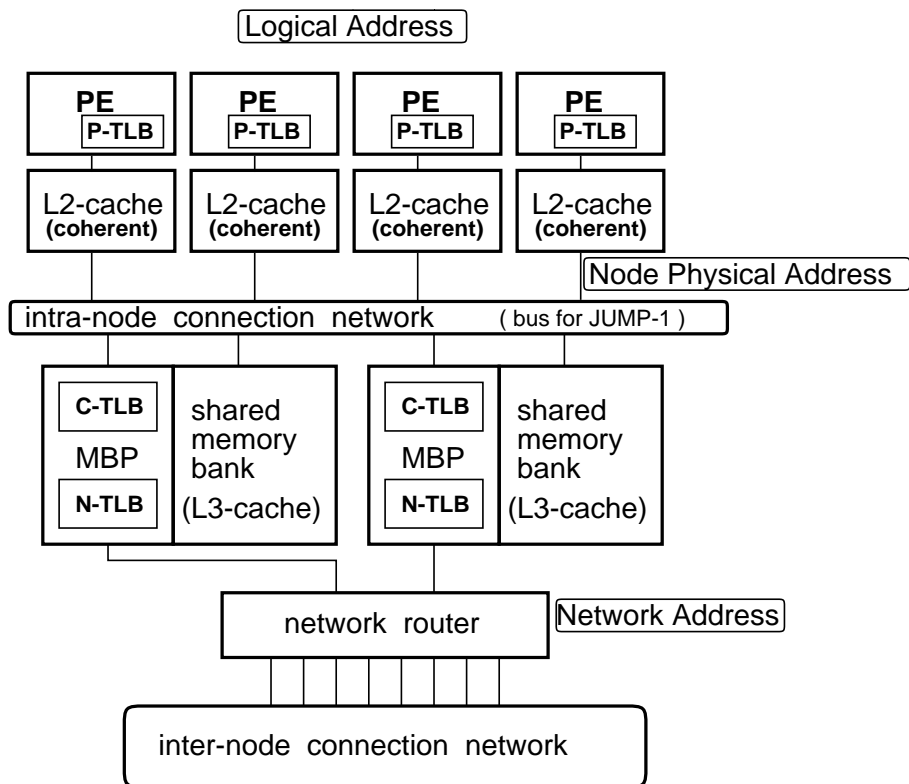 Logical Address
PE PE PE PE
P-TLB P-TLB P-TLB P-TLB
L2-cache L2-cache L2-cache L2-cache
(coherent) (coherent) (coherent) (coherent)
Node Physical Address
intra-node connection network ( bus for JUMP-1 )
C-TLB shared C-TLB shared
MBP memory MBP memory
bank bank
N-TLB (L3-cache) N-TLB (L3-cache)
Network Address
network router
inter-node connection network